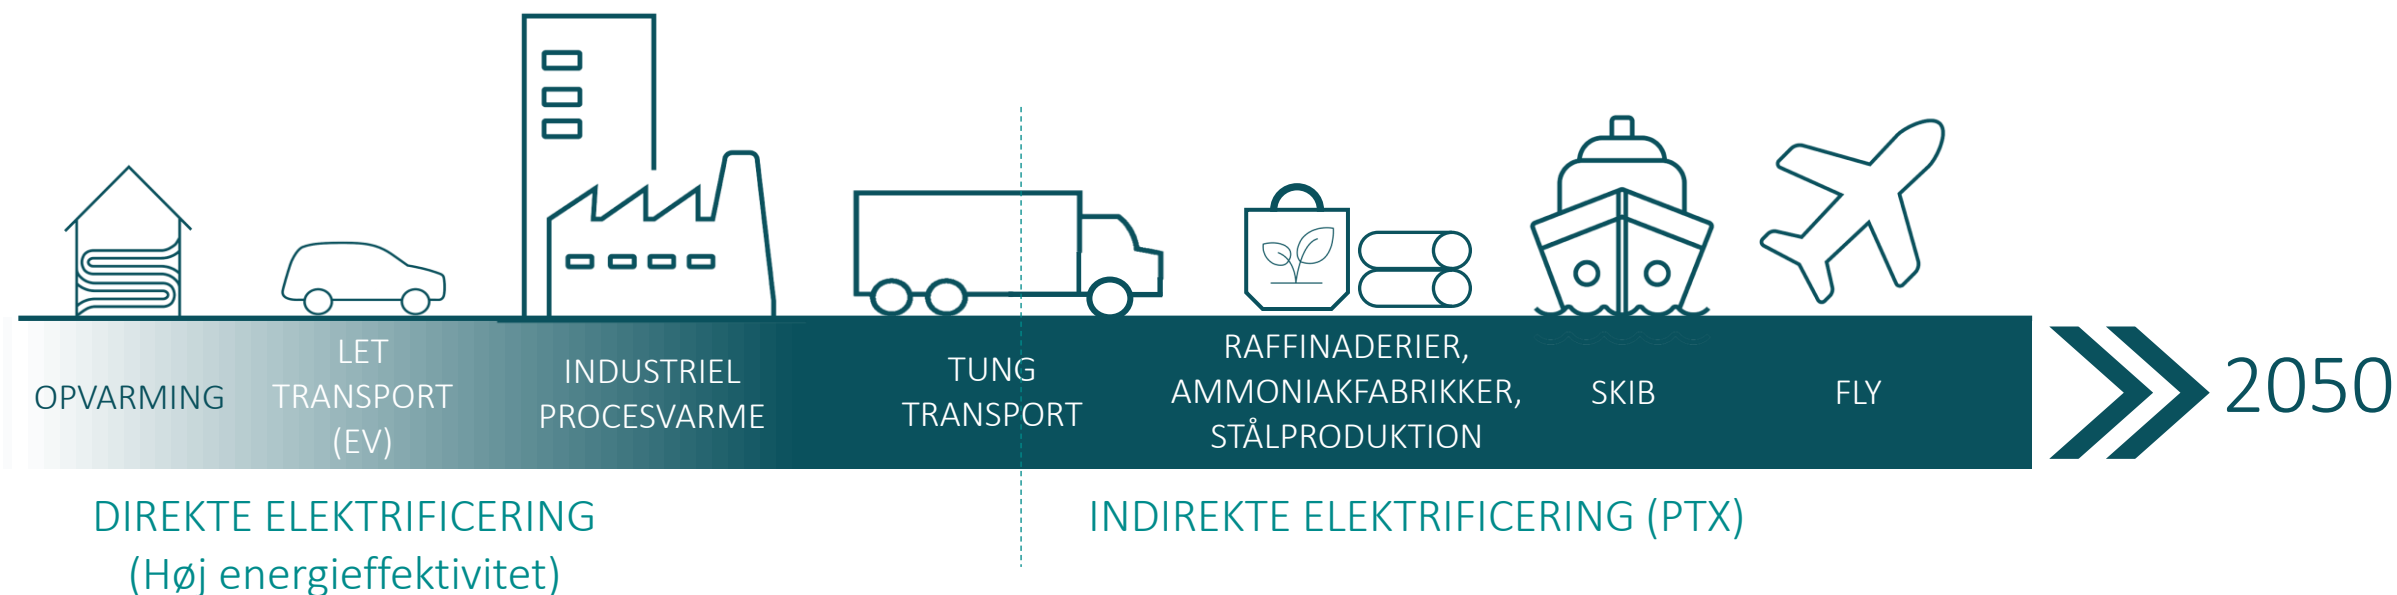 OPVARMING
LET
TRANSPORT
(EV)
INDUSTRIEL
PROCESVARME
TUNG
TRANSPORT
RAFFINADERIER,
AMMONIAKFABRIKKER,
STÅLPRODUKTION
SKIB
FLY
2050
DIREKTE ELEKTRIFICERING
(Høj energieffektivitet)
INDIREKTE ELEKTRIFICERING (PTX)